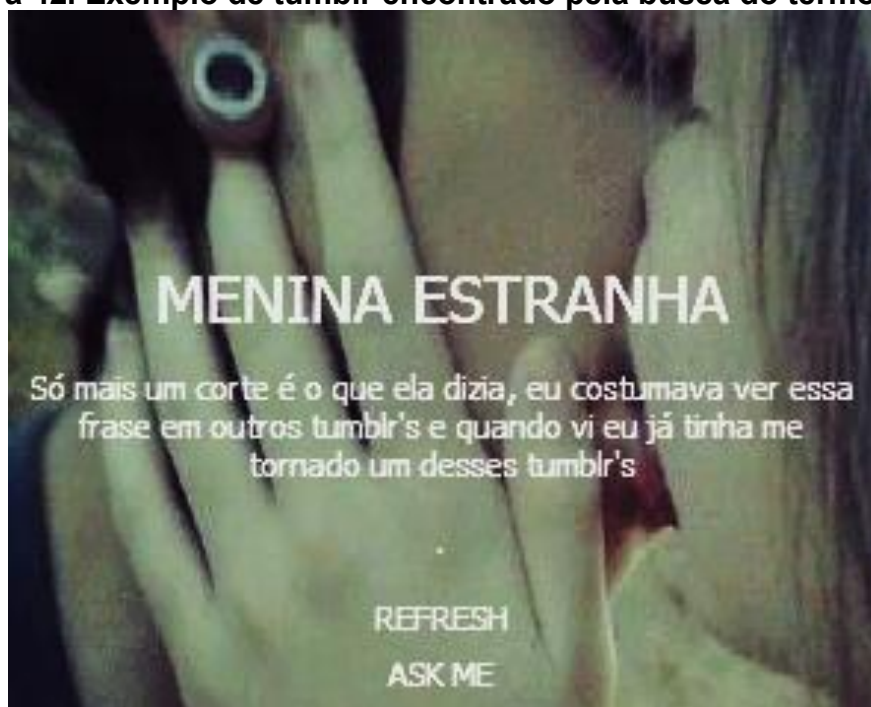 a 42. Exemplo de tumblr encontrado pela busca do termo
MENINA ESTRANHA
Só mais um corte é o que ela dizia, eu costumava ver essa
frase em outros tumblr's e quando vi eu já tinha me
tornado um desses tumblr's
.
REFRESH
ASK ME